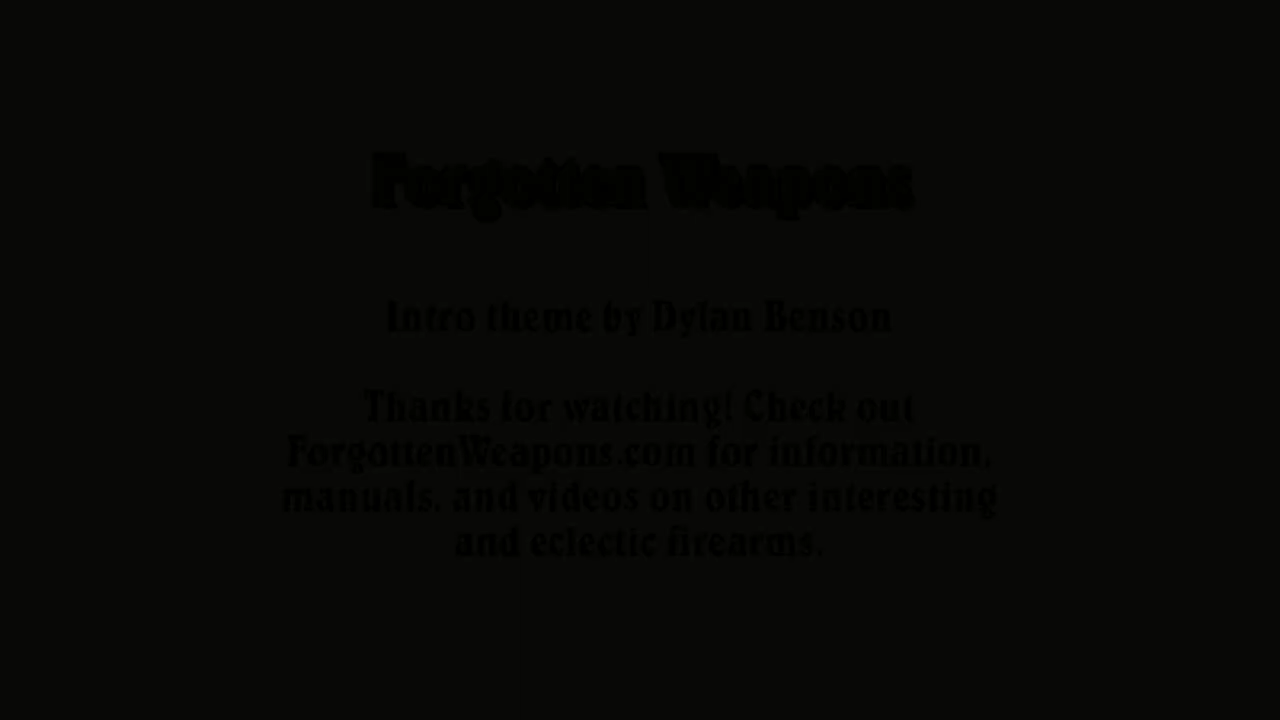 Forgotten Weapons
Intro theme by Dylan Benson
Thanks for watching! Check out
ForgottenWeapons.com for information,
manuals, and videos on other interesting
and eclectic firearms.